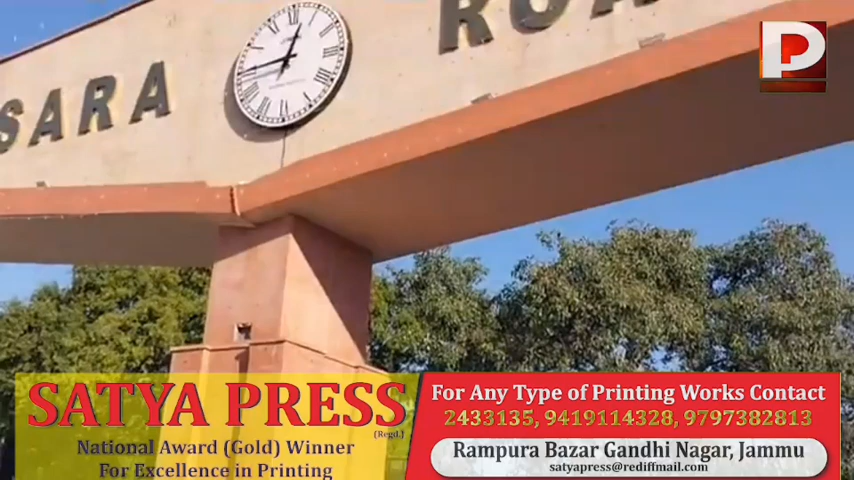 SARA
ROA
P
SATYA PRESS
(Regd.)
National Award (Gold) Winner
For Excellence in Printing
For Any Type of Printing Works Contact
2433135, 9419114328, 9797382813
Rampura Bazar Gandhi Nagar, Jammu
satyapress@rediffmail.com